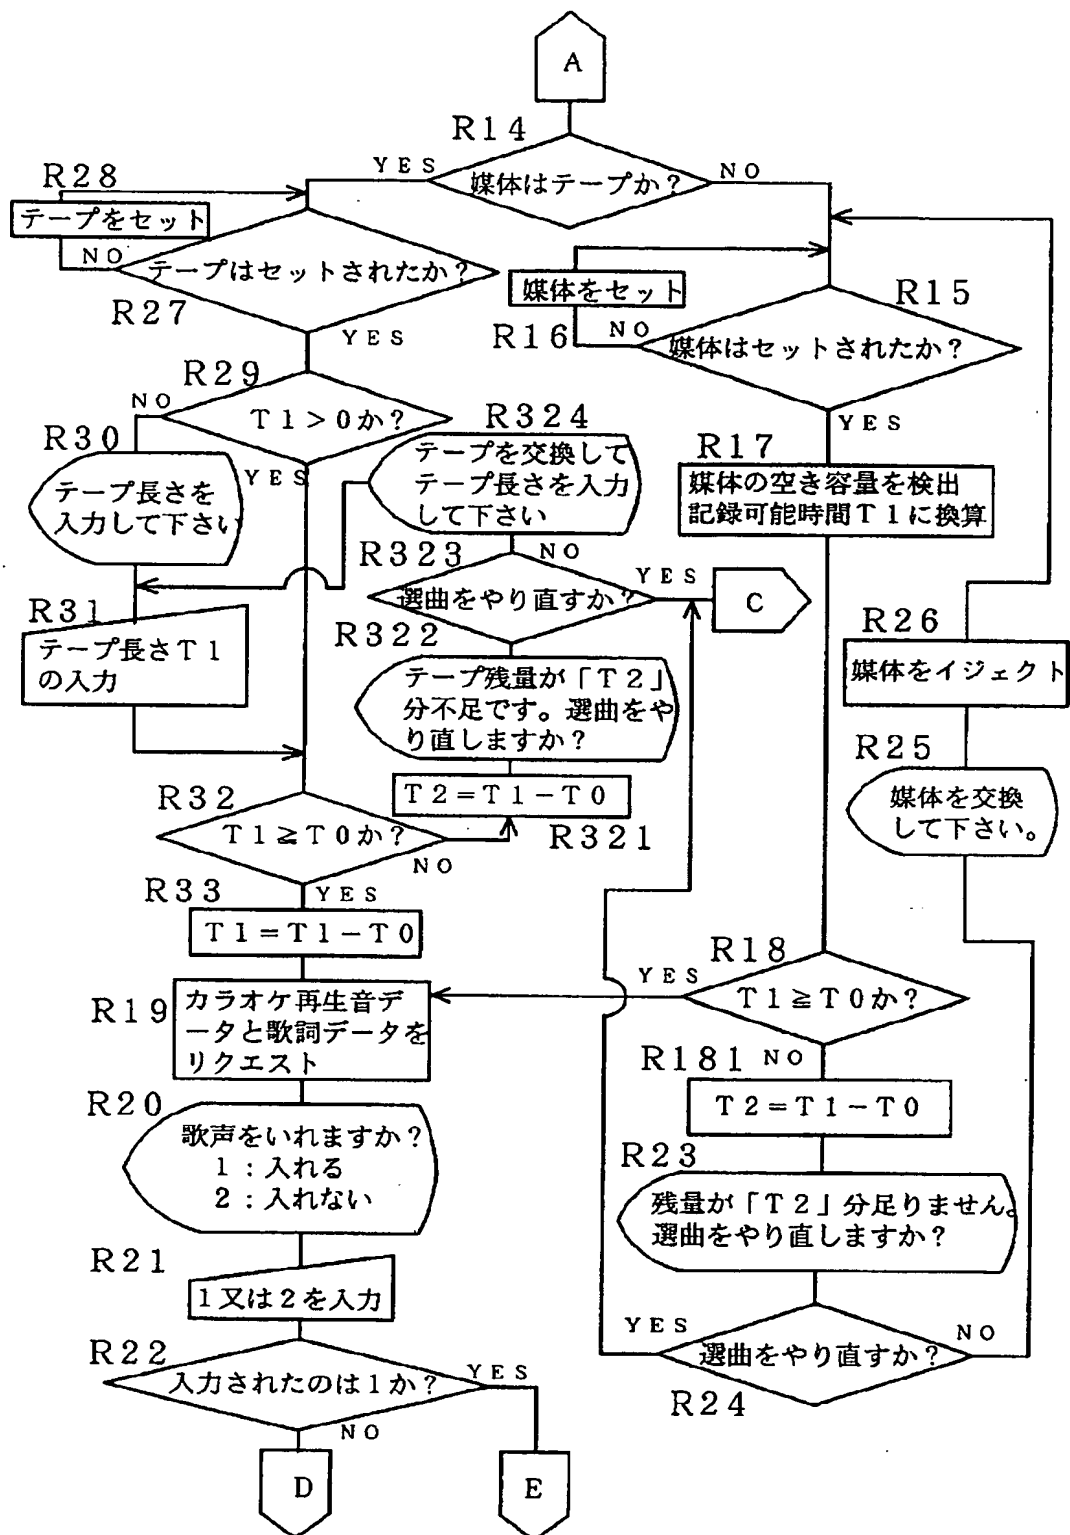 A
R14
YES
媒体はテープか?
NO
R28
テープをセット
NO
テープはセットされたか?
R27
YES
媒体をセット
R16
NO
R15
媒体はセットされたか?
YES
R29
NO
T1>0か?
YES
R30
テープ長さを
入力して下さい
R31
テープ長さT1
の入力
R324
テープを交換して
テープ長さを入力
して下さい
R323
NO
選曲をやり直すか?
YES
C
R322
テープ残量が「T2」
分不足です。選曲をや
り直しますか?
T2=T1-T0
R321
R17
媒体の空き容量を検出
記録可能時間T1に換算
R26
媒体をイジェクト
R25
媒体を交換
して下さい。
R32
T1≧T0か?
NO
YES
R33
T1=T1-T0
R18
YES
T1≧T0か?
NO
R181
T2=T1-T0
R19
カラオケ再生音デ
ータと歌詞データを
リクエスト
R20
歌声をいれますか?
1:入れる
2:入れない
R23
残量が「T2」分足りません。
選曲をやり直しますか?
R21
1又は2を入力
YES
選曲をやり直すか?
NO
R24
R22
入力されたのは1か?
YES
NO
D
E